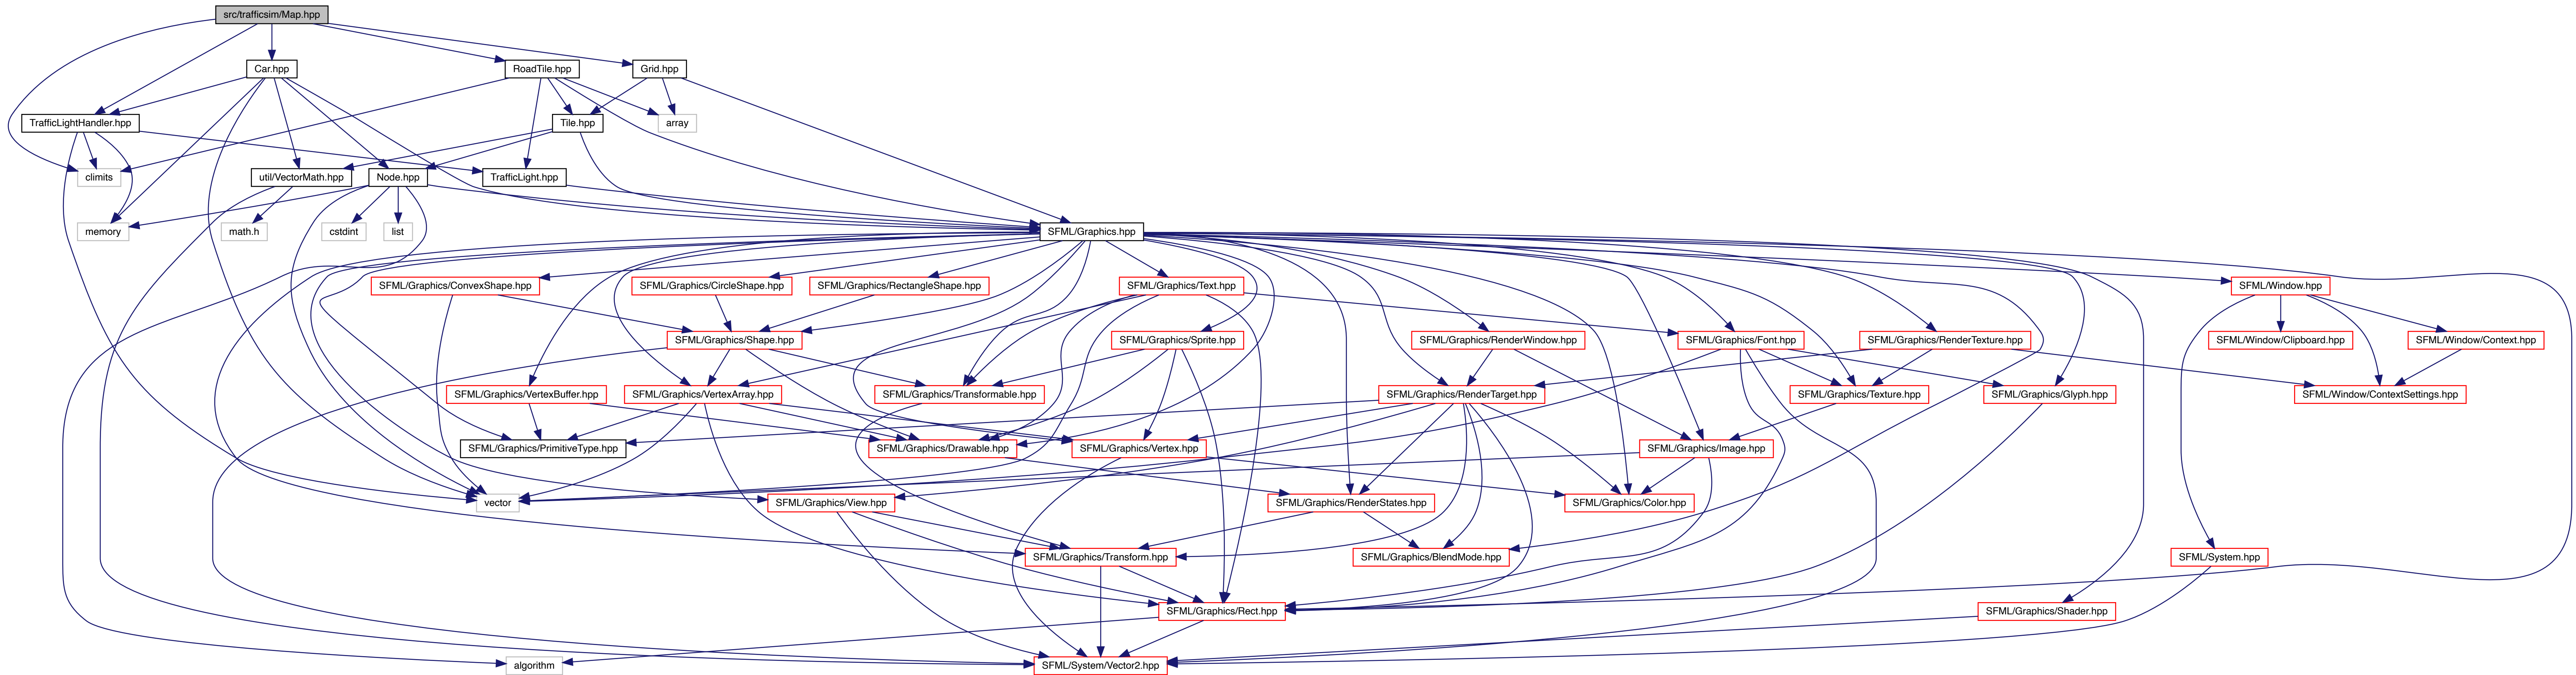 src/trafficsim/Map.hpp
Car.hpp
RoadTile.hpp
Grid.hpp
TrafficLightHandler.hpp
Tile.hpp
array
climits
util/VectorMath.hpp
Node.hpp
TrafficLight.hpp
memory
math.h
cstdint
list
SFML/Graphics.hpp
SFML/Graphics/ConvexShape.hpp
SFML/Graphics/CircleShape.hpp
SFML/Graphics/RectangleShape.hpp
SFML/Graphics/Text.hpp
SFML/Window.hpp
SFML/Graphics/Shape.hpp
SFML/Graphics/Sprite.hpp
SFML/Graphics/RenderWindow.hpp
SFML/Graphics/Font.hpp
SFML/Graphics/RenderTexture.hpp
SFML/Window/Clipboard.hpp
SFML/Window/Context.hpp
SFML/Graphics/VertexBuffer.hpp
SFML/Graphics/VertexArray.hpp
SFML/Graphics/Transformable.hpp
SFML/Graphics/RenderTarget.hpp
SFML/Graphics/Texture.hpp
SFML/Graphics/Glyph.hpp
SFML/Window/ContextSettings.hpp
SFML/Graphics/PrimitiveType.hpp
SFML/Graphics/Drawable.hpp
SFML/Graphics/Vertex.hpp
SFML/Graphics/Image.hpp
vector
SFML/Graphics/View.hpp
SFML/Graphics/RenderStates.hpp
SFML/Graphics/Color.hpp
SFML/Graphics/Transform.hpp
SFML/Graphics/BlendMode.hpp
SFML/System.hpp
SFML/Graphics/Rect.hpp
SFML/Graphics/Shader.hpp
algorithm
SFML/System/Vector2.hpp